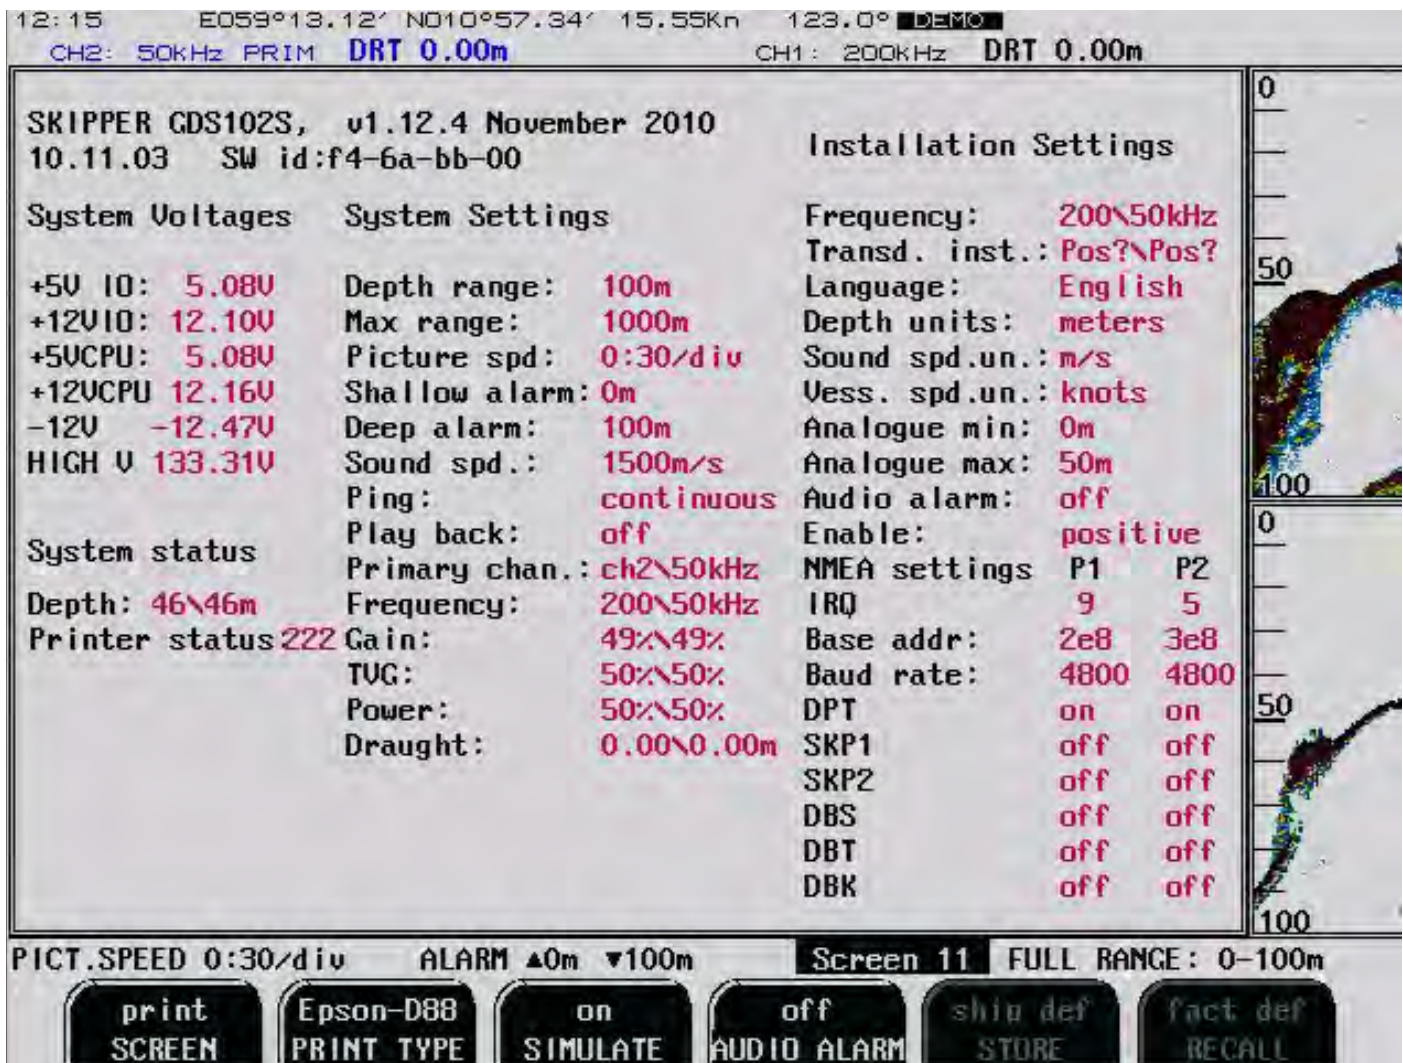 12:15 E059°13.12' N010°57.34' 15.55Kn 123.0° DEMO
CH2: 50KHz PRIM DRT 0.00m CH1: 200KHz DRT 0.00m
SKIPPER GDS102S, v1.12.4 November 2010
10.11.03 SW id:f4-6a-bb-00
Installation Settings
System Voltages System Settings Frequency: 200\50kHz
Transd. inst.: Pos?\Pos?
+5V IO: 5.08V Depth range: 100m Language: English
+12VIO: 12.10V Max range: 1000m Depth units: meters
+5VCPU: 5.08V Picture spd: 0:30/div Sound spd.un.: m/s
+12VCPU 12.16V Shallow alarm: 0m Vess. spd.un.: knots
-12V -12.47V Deep alarm: 100m Analogue min: 0m
HIGH V 133.31V Sound spd.: 1500m/s Analogue max: 50m
Ping: continuous Audio alarm: off
Play back: off Enable: positive
System status Primary chan.: ch2\50kHz NMEA settings P1 P2
Depth: 46\46m Frequency: 200\50kHz IRQ 9 5
Printer status:222 Gain: 49%\49% Base addr: 2e8 3e8
TVG: 50%\50% Baud rate: 4800 4800
Power: 50%\50% DPT on on
Draught: 0.00\0.00m SKP1 off off
SKP2 off off
DBS off off
DBT off off
DBK off off
0
50
100
0
50
100
PICT.SPEED 0:30/div ALARM ▲0m ▼100m Screen 11 FULL RANGE: 0-100m
print Epson-D88 on off ship def fact def
SCREEN PRINT TYPE SIMULATE AUDIO ALARM STORE RECALL